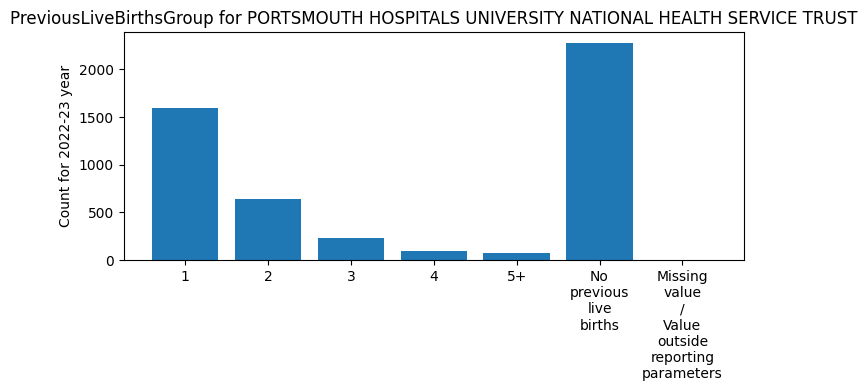 PreviousLiveBirthsGroup for PORTSMOUTH HOSPITALS UNIVERSITY NATIONAL HEALTH SERVICE TRUST
Count for 2022-23 year
2000
1500
1000
500
0
1
2
3
4
5+
No
previous
live
births
Missing
value
/
Value
outside
reporting
parameters